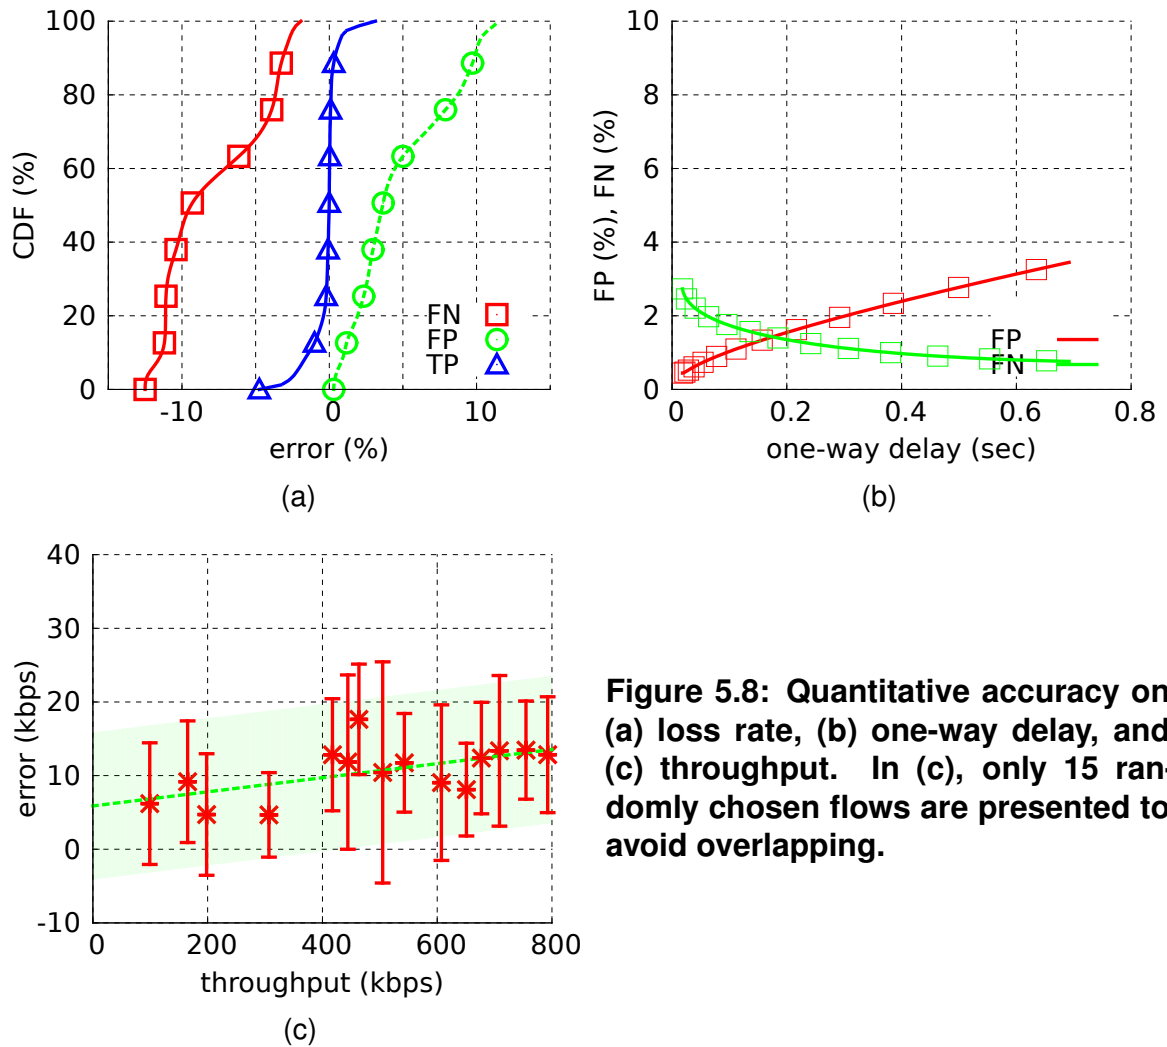 100
80
60
40
20
0
CDF (%)
FN
FP
TP
-10
0
10
error (%)
(a)
10
8
6
4
2
0
FP (%), FN (%)
FP
FN
0
0.2
0.4
0.6
0.8
one-way delay (sec)
(b)
40
30
20
10
0
-10
error (kbps)
0
200
400
600
800
throughput (kbps)
(c)
Figure 5.8: Quantitative accuracy on
(a) loss rate, (b) one-way delay, and
(c) throughput. In (c), only 15 ran-
domly chosen flows are presented to
avoid overlapping.